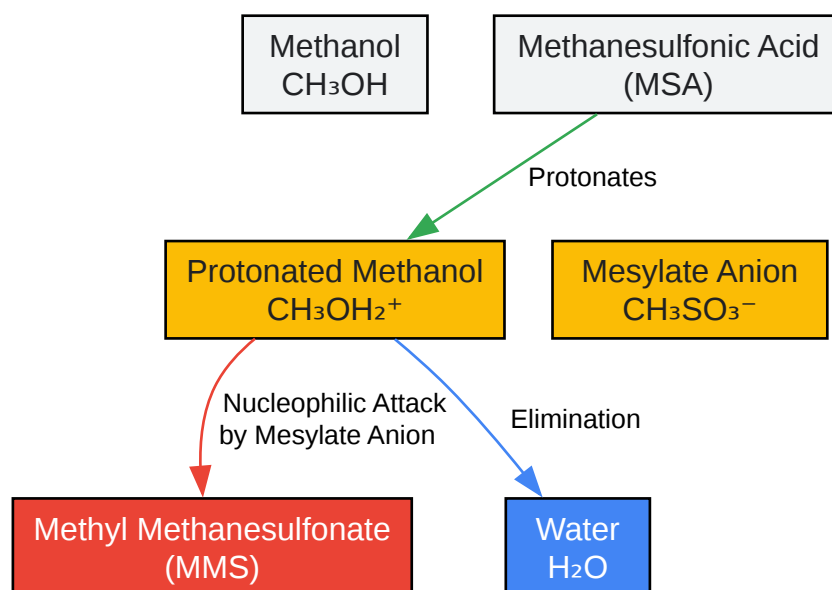 Methanol
CH₃OH
Methanesulfonic Acid
(MSA)
Protonates
Protonated Methanol
CH₃OH₂⁺
Mesylate Anion
CH₃SO₃⁻
Nucleophilic Attack
by Mesylate Anion
Elimination
Methyl Methanesulfonate
(MMS)
Water
H₂O